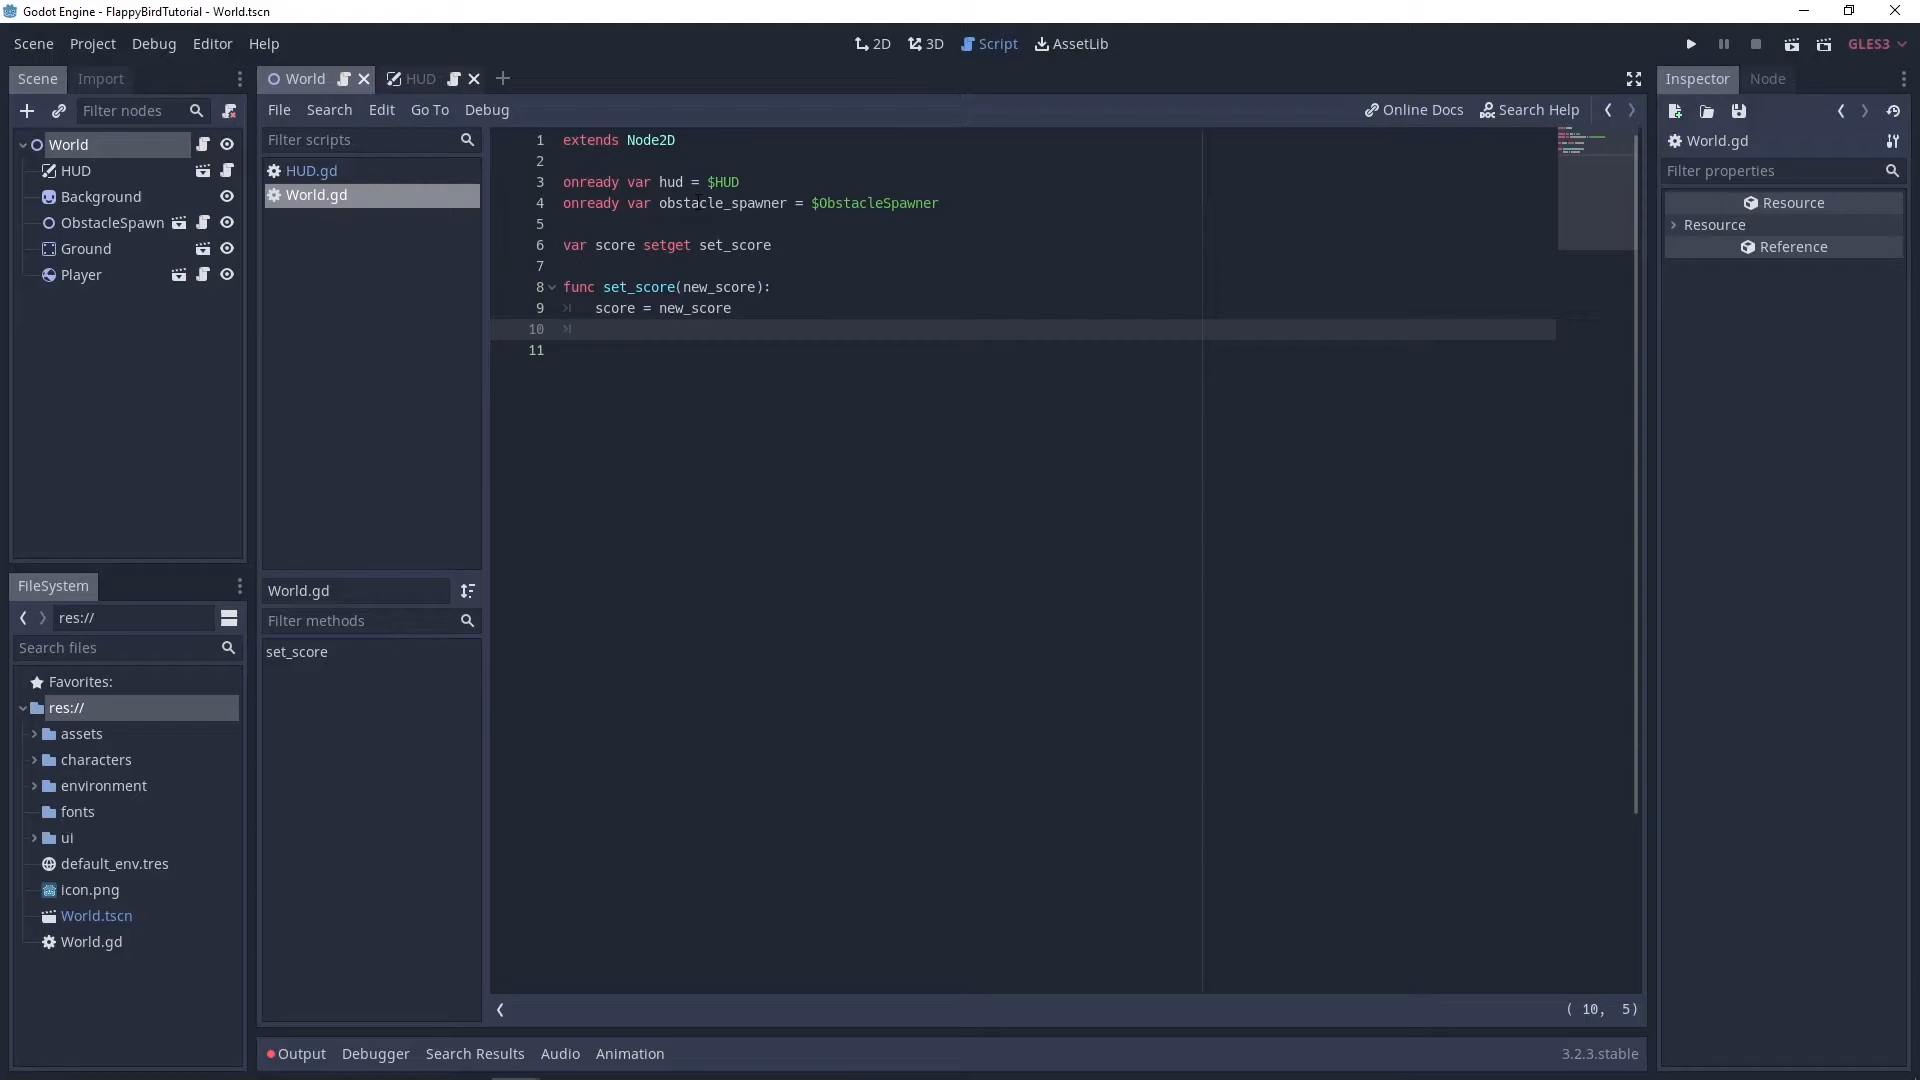 Godot Engine - FlappyBirdTutorial - World.tscn
Scene Project Debug Editor Help
2D 3D Script AssetLib
GLES3
Scene Import
Filter nodes
World
HUD
Background
ObstacleSpawn
Ground
Player
FileSystem
res://
Search files
Favorites:
res://
assets
characters
environment
fonts
ui
default_env.tres
icon.png
World.tscn
World.gd
World HUD
File Search Edit Go To Debug
Online Docs Search Help
Filter scripts
HUD.gd
World.gd
World.gd
Filter methods
set_score
1 extends Node2D
2
3 onready var hud = $HUD
4 onready var obstacle_spawner = $ObstacleSpawner
5
6 var score setget set_score
7
8 func set_score(new_score):
9 score = new_score
10
11
( 10, 5)
Output Debugger Search Results Audio Animation
3.2.3.stable
Inspector Node
World.gd
Filter properties
Resource
Resource
Reference